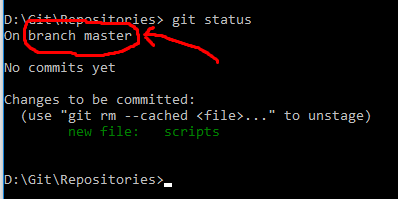 D:\Git\Repositories> git status
On branch master
No commits yet
Changes to be committed:
(use "git rm --cached <file>..." to unstage)
new file: scripts
D:\Git\Repositories>